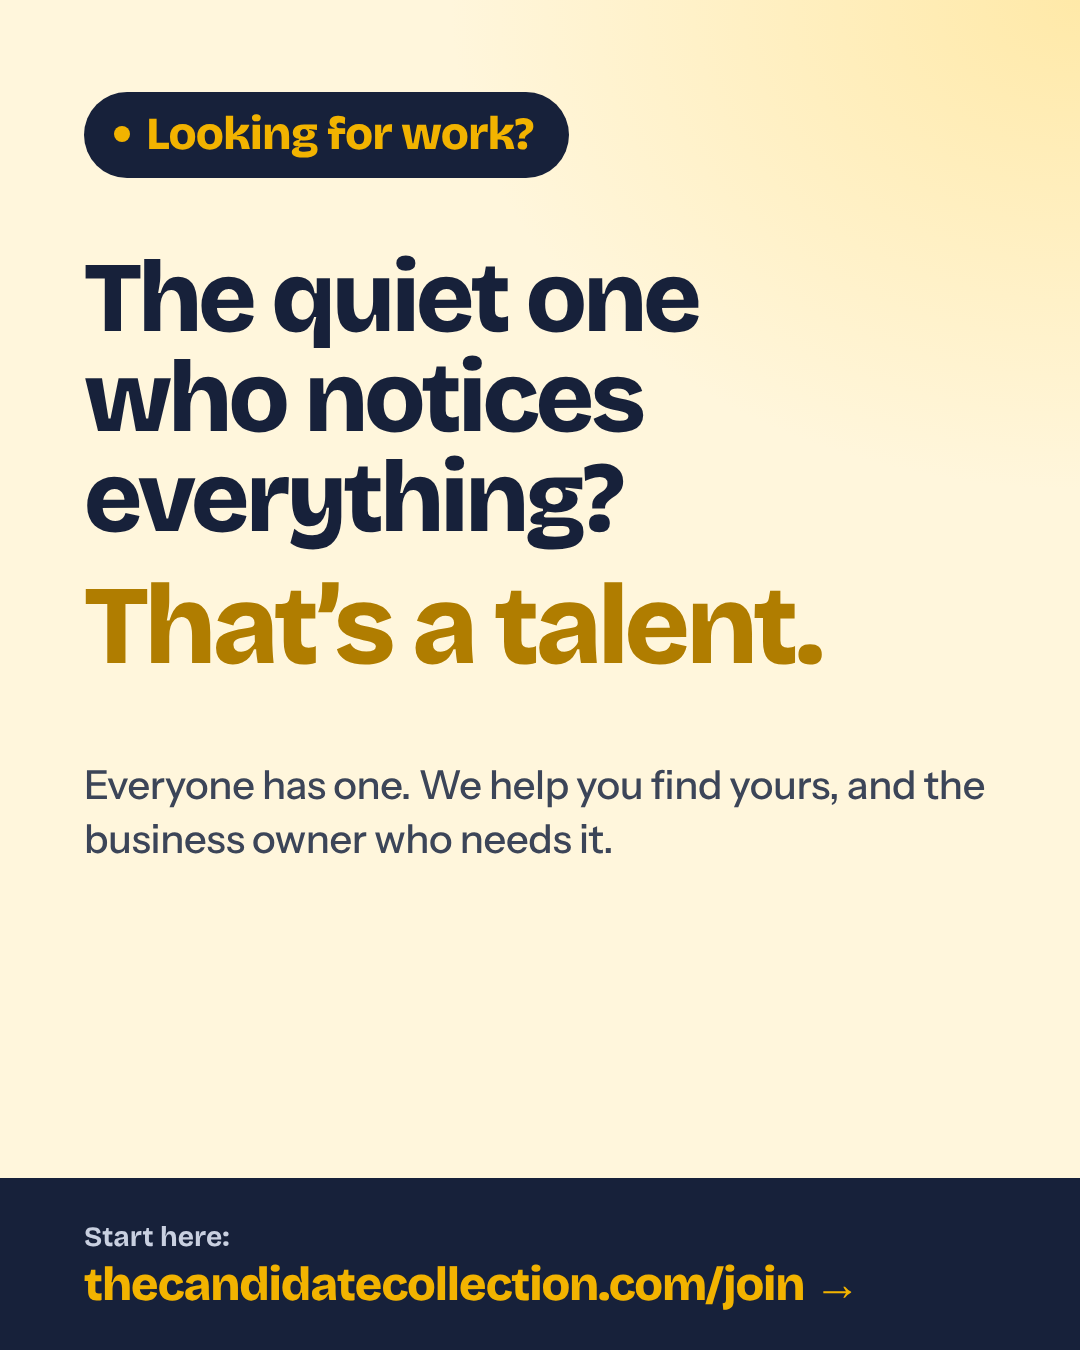 Looking for work?
The quiet one
who notices
everything?
That’s a talent.
Everyone has one. We help you find yours, and the
business owner who needs it.
Start here:
thecandidatecollection.com/join →